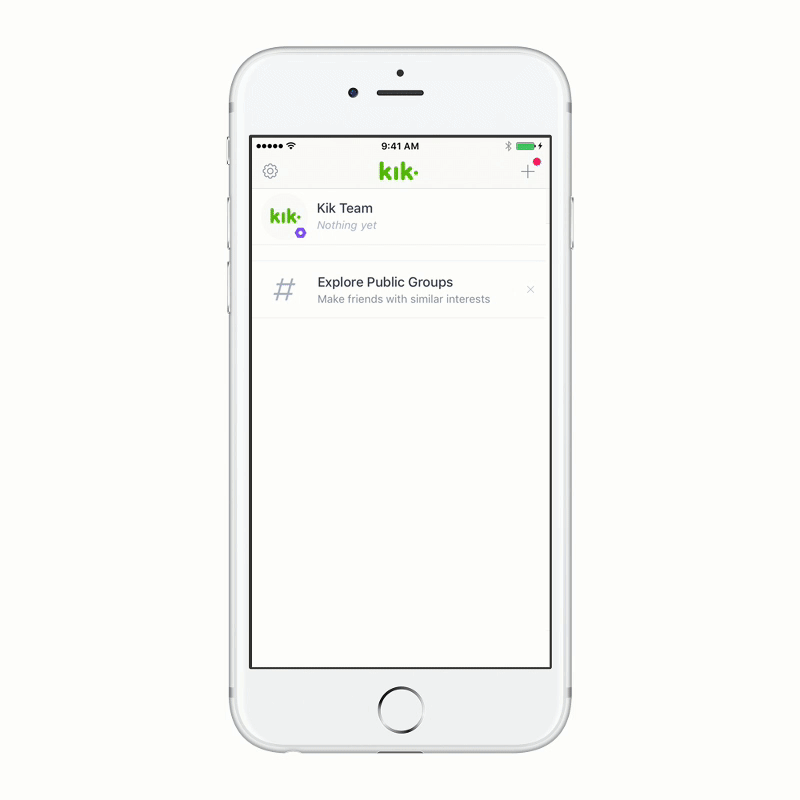 9:41 AM
kik·
kik·
Kik Team
Nothing yet
#
Explore Public Groups
Make friends with similar interests